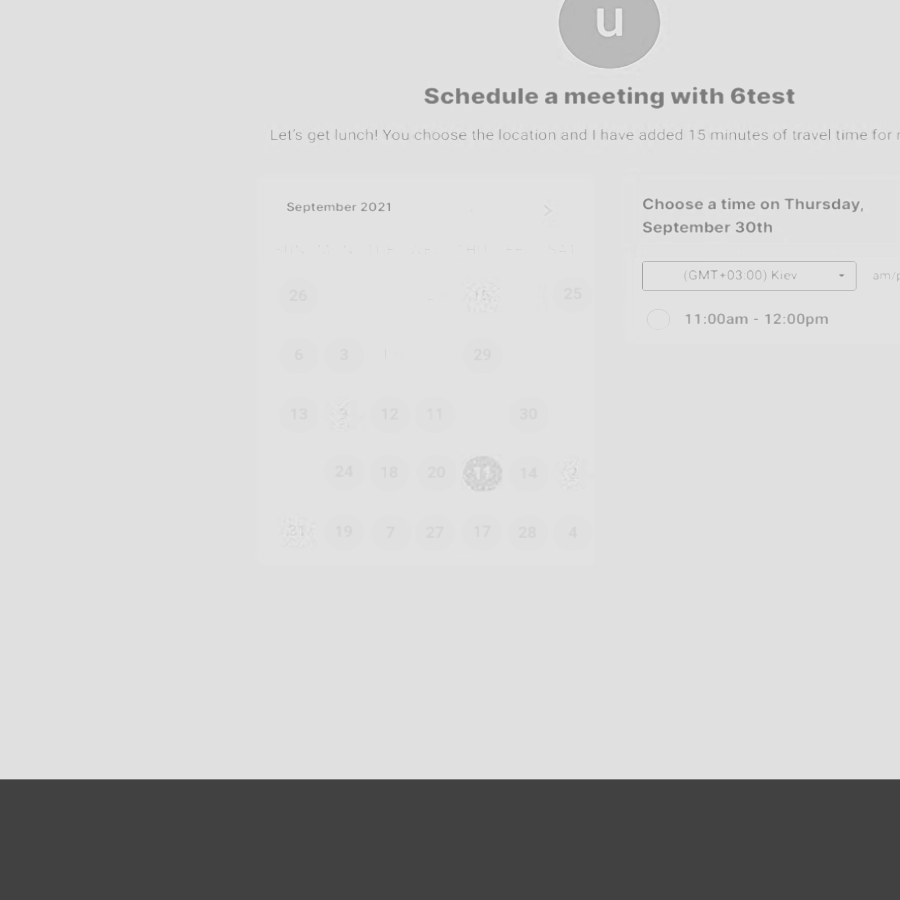 u
Schedule a meeting with 6test
Let's get lunch! You choose the location and I have added 15 minutes of travel time for
September 2021
Choose a time on Thursday,
September 30th
(GMT+03:00) Kiev
am/p
11:00am - 12:00pm
26 15 25
6 3 29
13 9 12 11 30
24 18 20 11 14 2
31 19 7 27 17 28 4